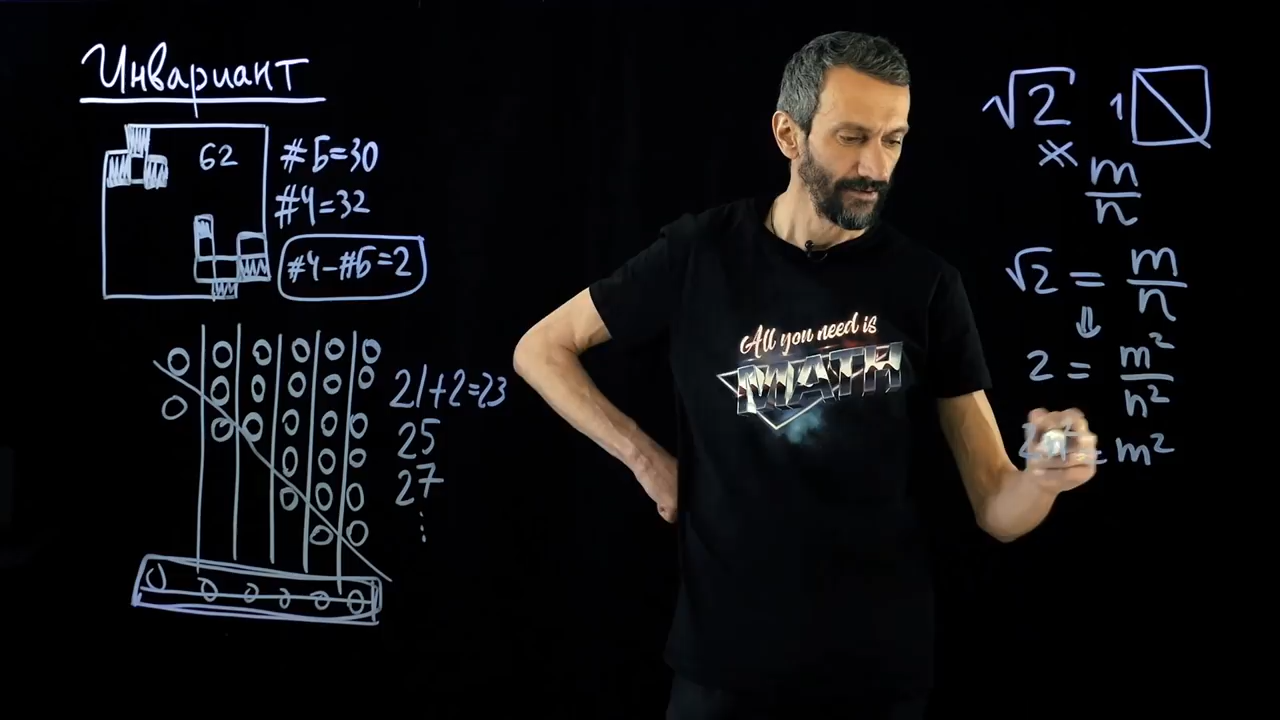 Инвариант
62
#Б=30
#Ч=32
#Ч-#Б=2
21+2=23
25
27
⋮
All you need is
MATH
√2
1
m/n
√2 = m/n
⇓
2 = m²/n²
= m²